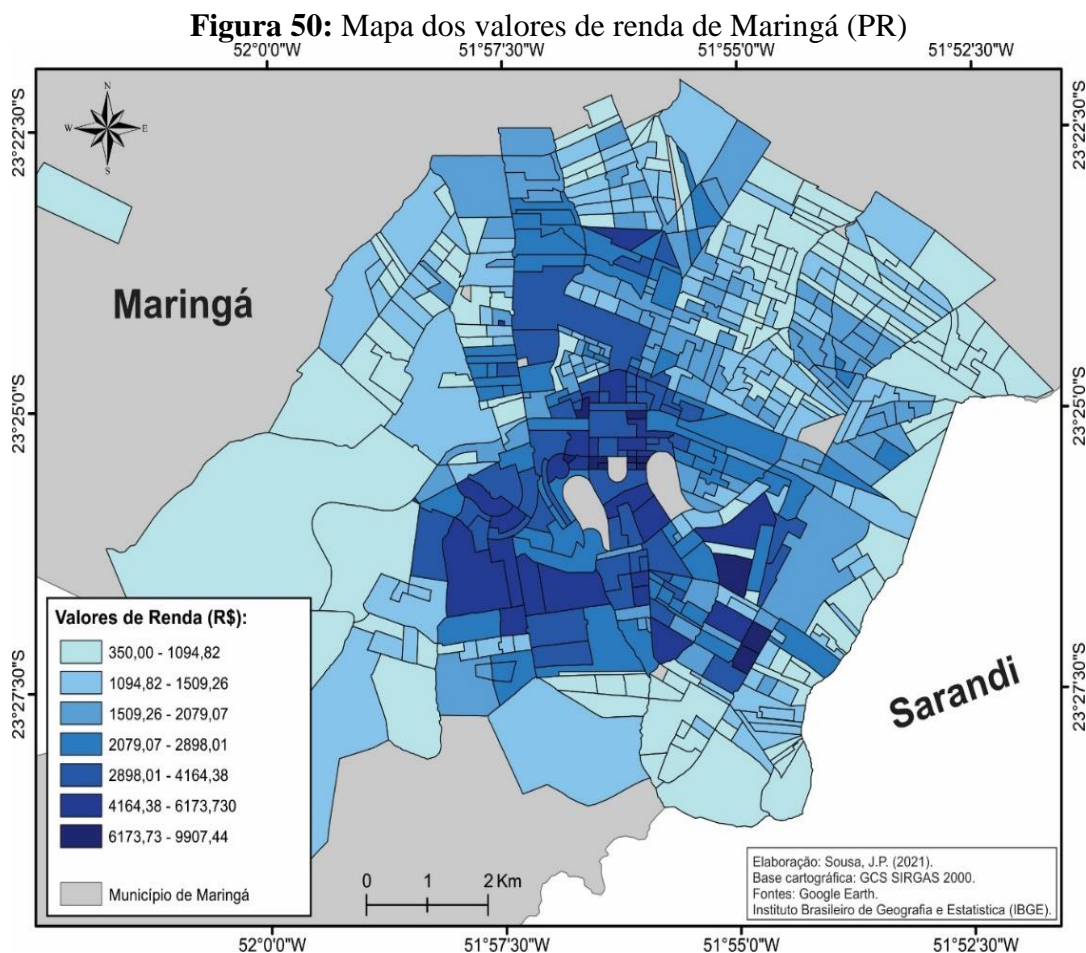 Figura 50: Mapa dos valores de renda de Maringá (PR)
52°0'0"W 51°57'30"W 51°55'0"W 51°52'30"W
N
W E
S
23°22'30"S 23°22'30"S
Maringá
23°25'0"S 23°25'0"S
23°27'30"S 23°27'30"S
Sarandi
Valores de Renda (R$):
350,00 - 1094,82
1094,82 - 1509,26
1509,26 - 2079,07
2079,07 - 2898,01
2898,01 - 4164,38
4164,38 - 6173,730
6173,73 - 9907,44
Município de Maringá
0 1 2 Km
Elaboração: Sousa, J.P. (2021).
Base cartográfica: GCS SIRGAS 2000.
Fontes: Google Earth.
Instituto Brasileiro de Geografia e Estatistica (IBGE).
52°0'0"W 51°57'30"W 51°55'0"W 51°52'30"W